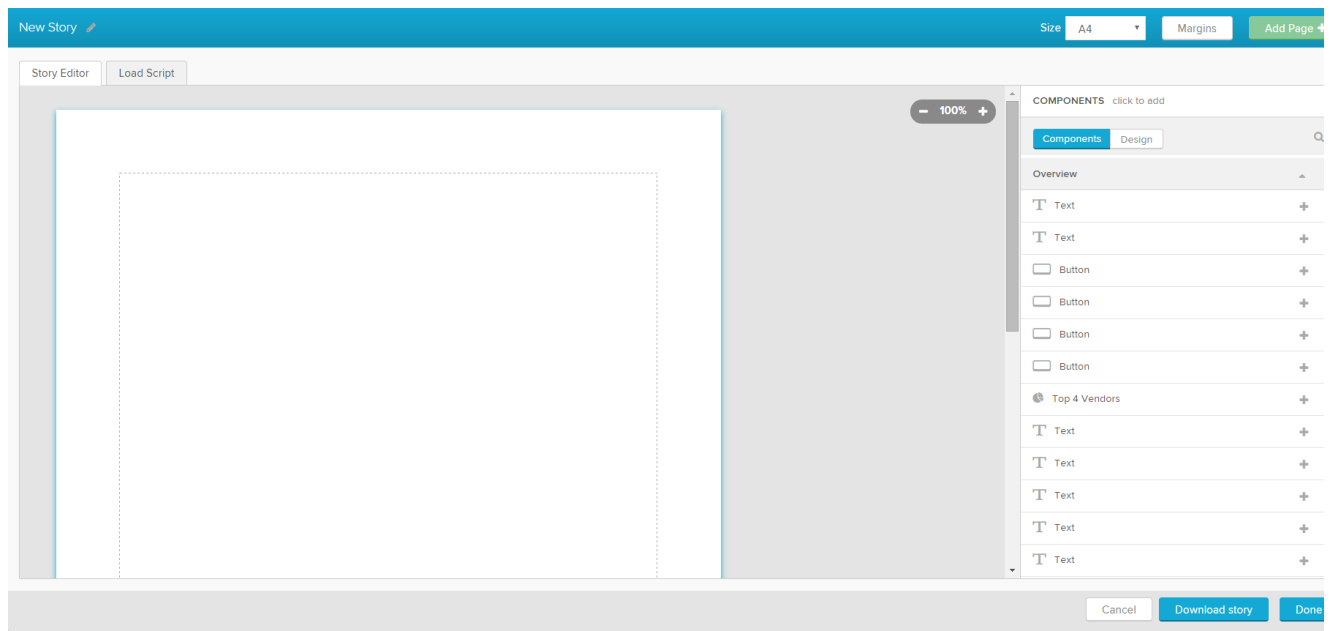 New Story
Size A4 Margins Add Page
Story Editor Load Script
100%
COMPONENTS click to add
Components Design
Overview
Text
Text
Button
Button
Button
Button
Top 4 Vendors
Text
Text
Text
Text
Text
Cancel Download story Done